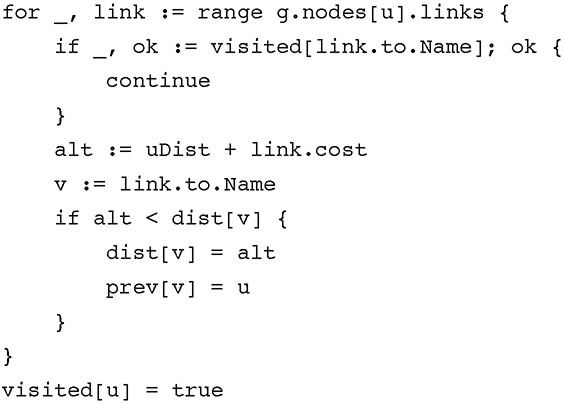 for _, link := range g.nodes[u].links {
    if _, ok := visited[link.to.Name]; ok {
        continue
    }
    alt := uDist + link.cost
    v := link.to.Name
    if alt < dist[v] {
        dist[v] = alt
        prev[v] = u
    }
}
visited[u] = true